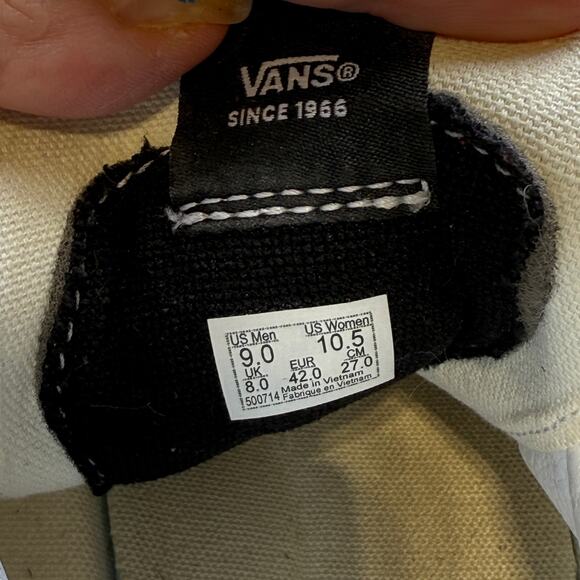 VANS®
SINCE 1966
US Men US Women
9.0 10.5
UK EUR CM
8.0 42.0 27.0
Made in Vietnam
500714 Fabrique en Vietnam